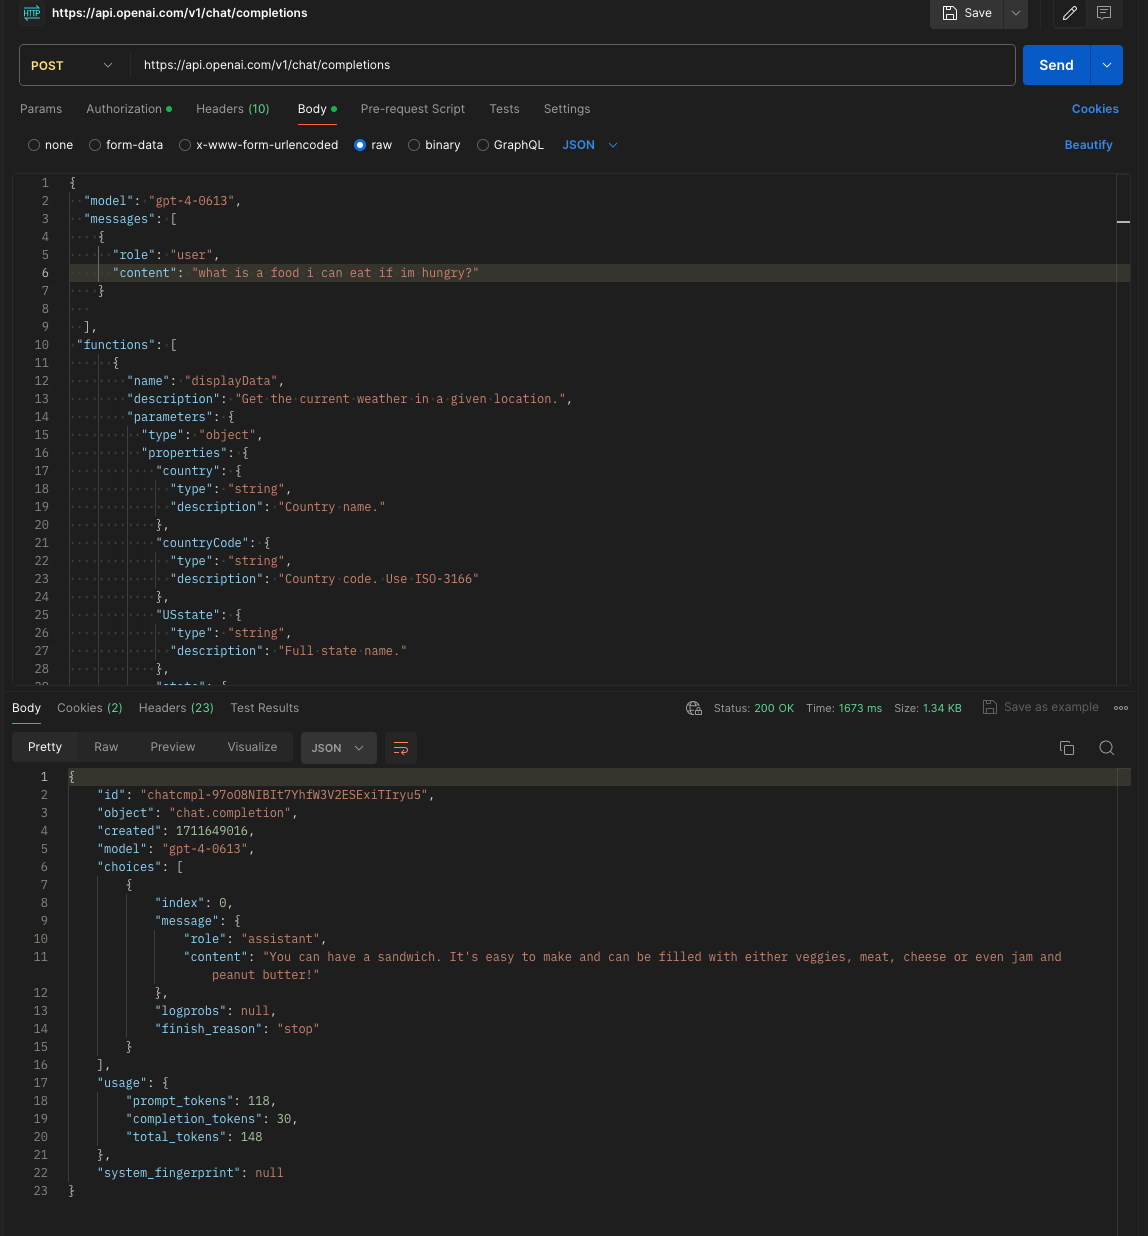 HTTP https://api.openai.com/v1/chat/completions Save
POST https://api.openai.com/v1/chat/completions Send
Params Authorization Headers (10) Body Pre-request Script Tests Settings Cookies
none form-data x-www-form-urlencoded raw binary GraphQL JSON Beautify
1 {
2 "model": "gpt-4-0613",
3 "messages": [
4 {
5 "role": "user",
6 "content": "what is a food i can eat if im hungry?"
7 }
8
9 ],
10 "functions": [
11 {
12 "name": "displayData",
13 "description": "Get the current weather in a given location.",
14 "parameters": {
15 "type": "object",
16 "properties": {
17 "country": {
18 "type": "string",
19 "description": "Country name."
20 },
21 "countryCode": {
22 "type": "string",
23 "description": "Country code. Use ISO-3166"
24 },
25 "USstate": {
26 "type": "string",
27 "description": "Full state name."
28 },
Body Cookies (2) Headers (23) Test Results Status: 200 OK Time: 1673 ms Size: 1.34 KB Save as example
Pretty Raw Preview Visualize JSON
1 {
2 "id": "chatcmpl-97oO8NIBIt7YhfW3V2ESExiTIryu5",
3 "object": "chat.completion",
4 "created": 1711649016,
5 "model": "gpt-4-0613",
6 "choices": [
7 {
8 "index": 0,
9 "message": {
10 "role": "assistant",
11 "content": "You can have a sandwich. It's easy to make and can be filled with either veggies, meat, cheese or even jam and
peanut butter!"
12 },
13 "logprobs": null,
14 "finish_reason": "stop"
15 }
16 ],
17 "usage": {
18 "prompt_tokens": 118,
19 "completion_tokens": 30,
20 "total_tokens": 148
21 },
22 "system_fingerprint": null
23 }